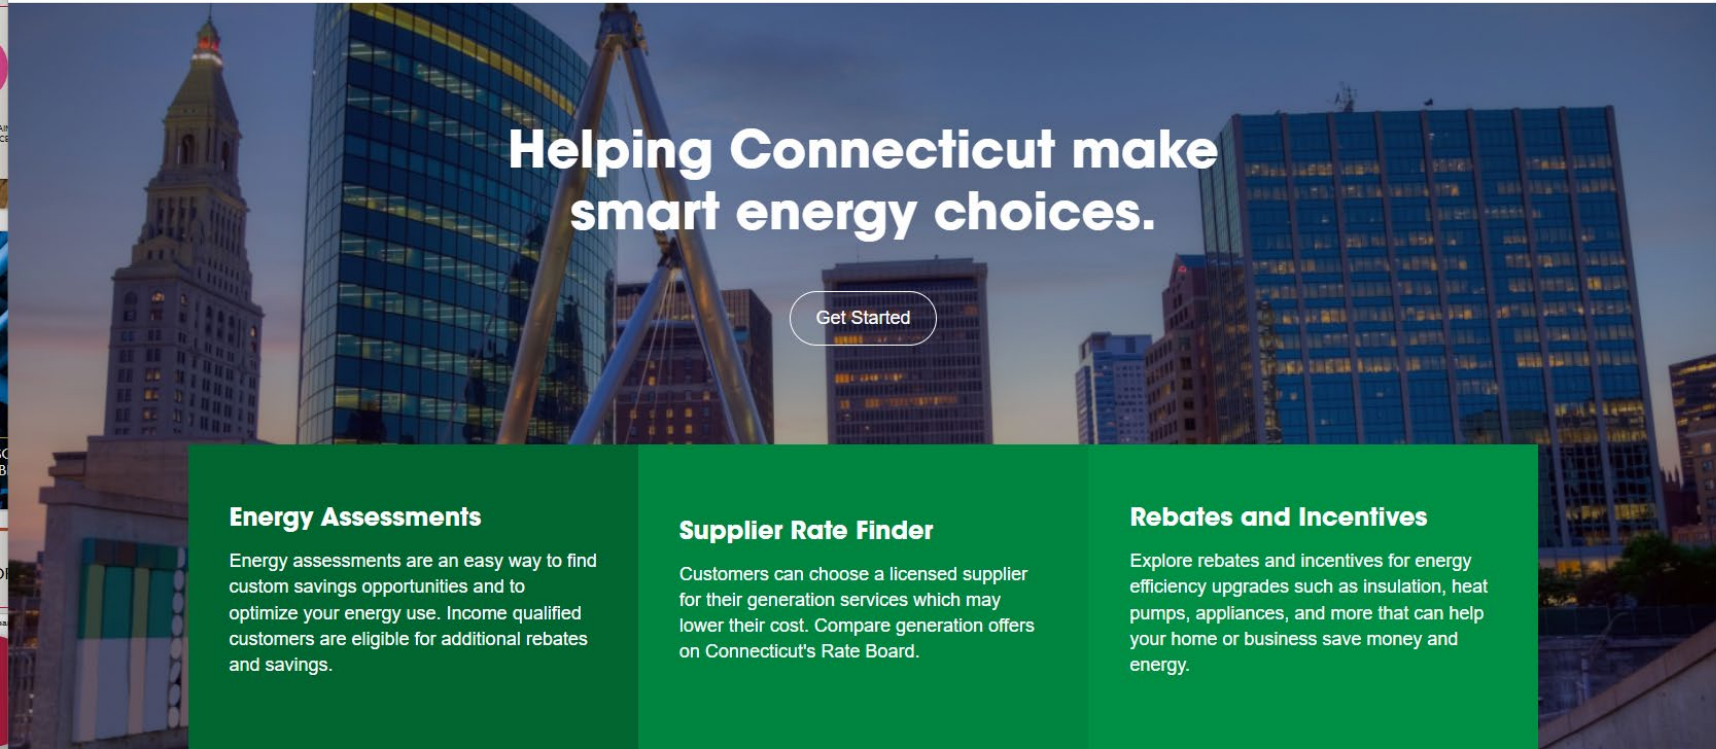 Helping Connecticut make
smart energy choices.
Get Started
Energy Assessments
Energy assessments are an easy way to find
custom savings opportunities and to
optimize your energy use. Income qualified
customers are eligible for additional rebates
and savings.
Supplier Rate Finder
Customers can choose a licensed supplier
for their generation services which may
lower their cost. Compare generation offers
on Connecticut's Rate Board.
Rebates and Incentives
Explore rebates and incentives for energy
efficiency upgrades such as insulation, heat
pumps, appliances, and more that can help
your home or business save money and
energy.